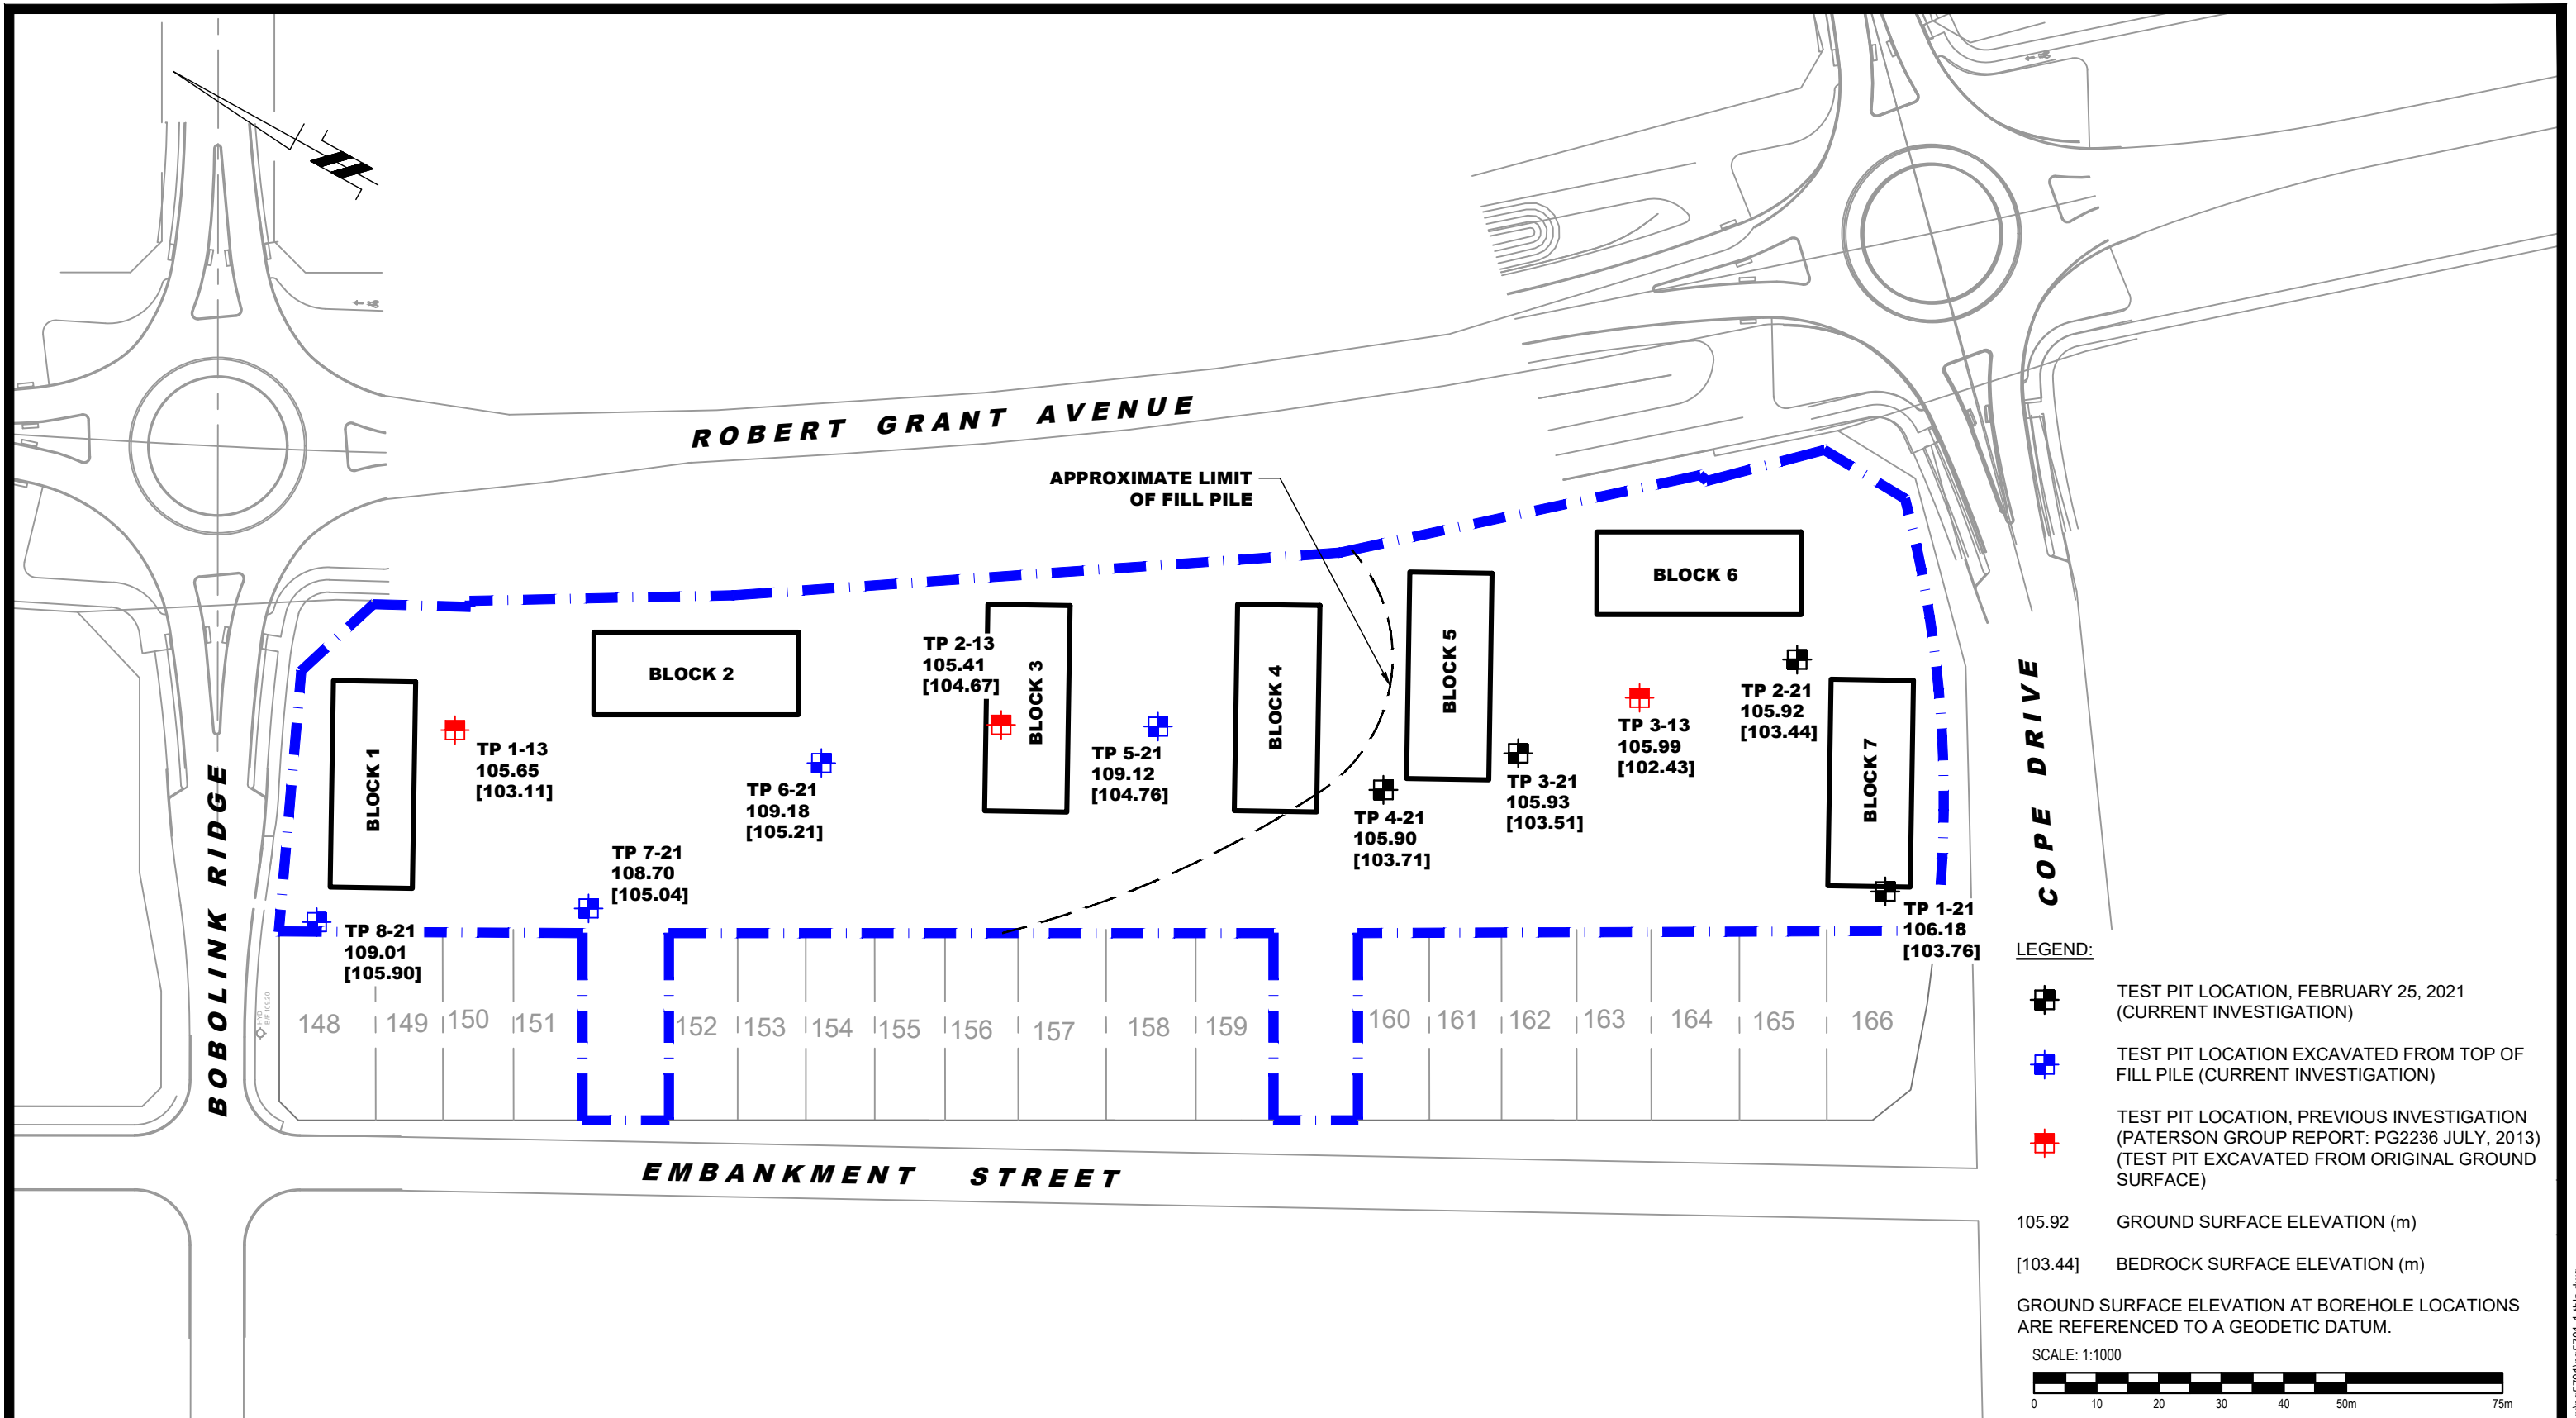 ROBERT GRANT AVENUE
APPROXIMATE LIMIT
OF FILL PILE
BLOCK 1
BLOCK 2
BLOCK 3
BLOCK 4
BLOCK 5
BLOCK 6
BLOCK 7
TP 1-13
105.65
[103.11]
TP 2-13
105.41
[104.67]
TP 6-21
109.18
[105.21]
TP 5-21
109.12
[104.76]
TP 7-21
108.70
[105.04]
TP 8-21
109.01
[105.90]
TP 4-21
105.90
[103.71]
TP 3-21
105.93
[103.51]
TP 3-13
105.99
[102.43]
TP 2-21
105.92
[103.44]
TP 1-21
106.18
[103.76]
BOBOLINK RIDGE
COPE DRIVE
HYD
148
149
150
151
152
153
154
155
156
157
158
159
160
161
162
163
164
165
166
EMBANKMENT STREET
LEGEND:
TEST PIT LOCATION, FEBRUARY 25, 2021
(CURRENT INVESTIGATION)
TEST PIT LOCATION EXCAVATED FROM TOP OF
FILL PILE (CURRENT INVESTIGATION)
TEST PIT LOCATION, PREVIOUS INVESTIGATION
(PATERSON GROUP REPORT: PG2236 JULY, 2013)
(TEST PIT EXCAVATED FROM ORIGINAL GROUND
SURFACE)
105.92 GROUND SURFACE ELEVATION (m)
[103.44] BEDROCK SURFACE ELEVATION (m)
GROUND SURFACE ELEVATION AT BOREHOLE LOCATIONS
ARE REFERENCED TO A GEODETIC DATUM.
SCALE: 1:1000
0 10 20 30 40 50m 75m